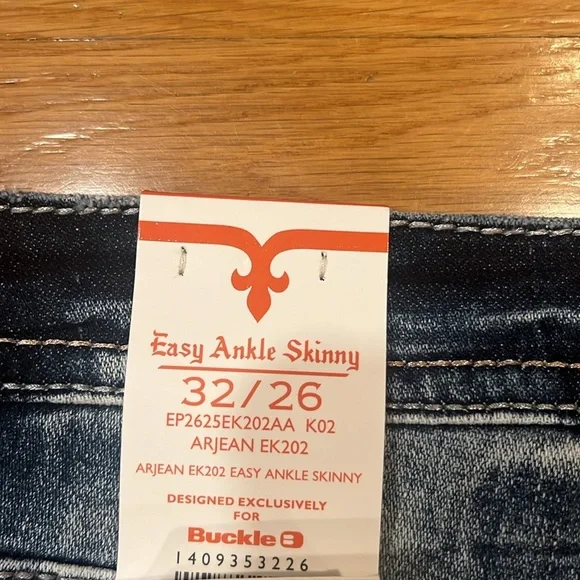 Easy Ankle Skinny
32/26
EP2625EK202AA K02
ARJEAN EK202
ARJEAN EK202 EASY ANKLE SKINNY
DESIGNED EXCLUSIVELY
FOR
Buckle B
1409353226